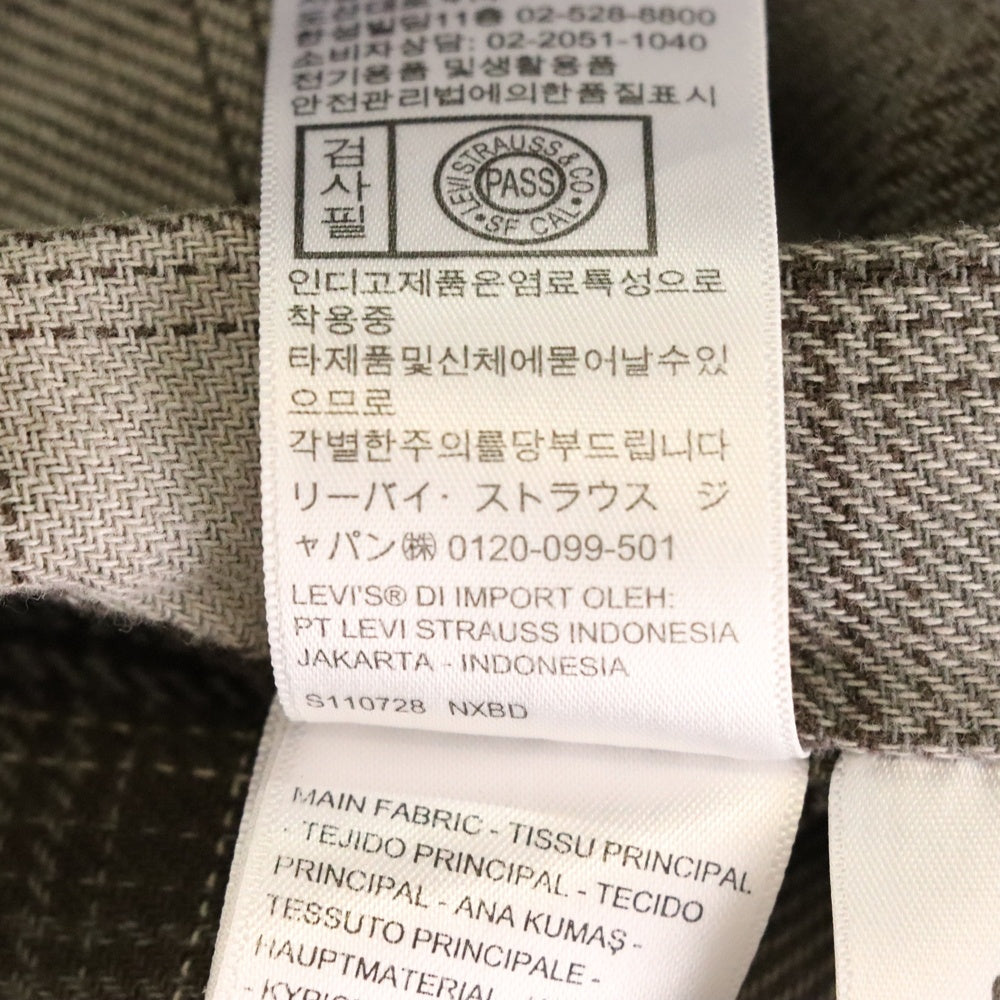 한섬빌딩11층 02-528-8800
소비자상담: 02-2051-1040
전기용품 및생활용품
안전관리법에의한품질표시
검
사
필
LEVI STRAUSS & CO
PASS
• SF CAL •
인디고제품은염료특성으로
착용중
타제품및신체에묻어날수있
으므로
각별한주의를당부드립니다
リーバイ・ストラウス ジ
ャパン㈱ 0120-099-501
LEVI'S® DI IMPORT OLEH:
PT LEVI STRAUSS INDONESIA
JAKARTA - INDONESIA
S110728 NXBD
MAIN FABRIC - TISSU PRINCIPAL
- TEJIDO PRINCIPAL - TECIDO
PRINCIPAL - ANA KUMAŞ -
TESSUTO PRINCIPALE -
HAUPTMATERIAL